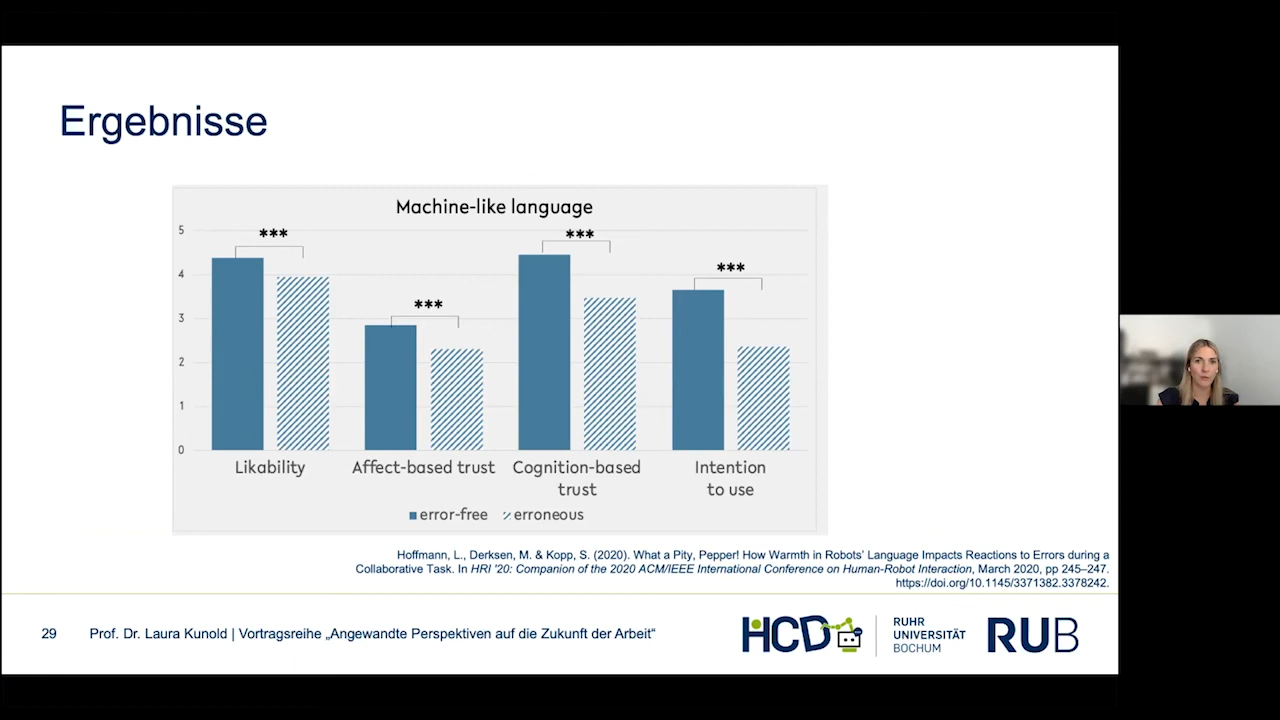 Ergebnisse
Machine-like language
5
4
3
2
1
0
***
***
***
***
Likability
Affect-based trust
Cognition-based
trust
Intention
to use
error-free
erroneous
Hoffmann, L., Derksen, M. & Kopp, S. (2020). What a Pity, Pepper! How Warmth in Robots' Language Impacts Reactions to Errors during a
Collaborative Task. In HRI '20: Companion of the 2020 ACM/IEEE International Conference on Human-Robot Interaction, March 2020, pp 245–247.
https://doi.org/10.1145/3371382.3378242.
29
Prof. Dr. Laura Kunold | Vortragsreihe „Angewandte Perspektiven auf die Zukunft der Arbeit“
HCD
RUHR
UNIVERSITÄT
BOCHUM
RUB